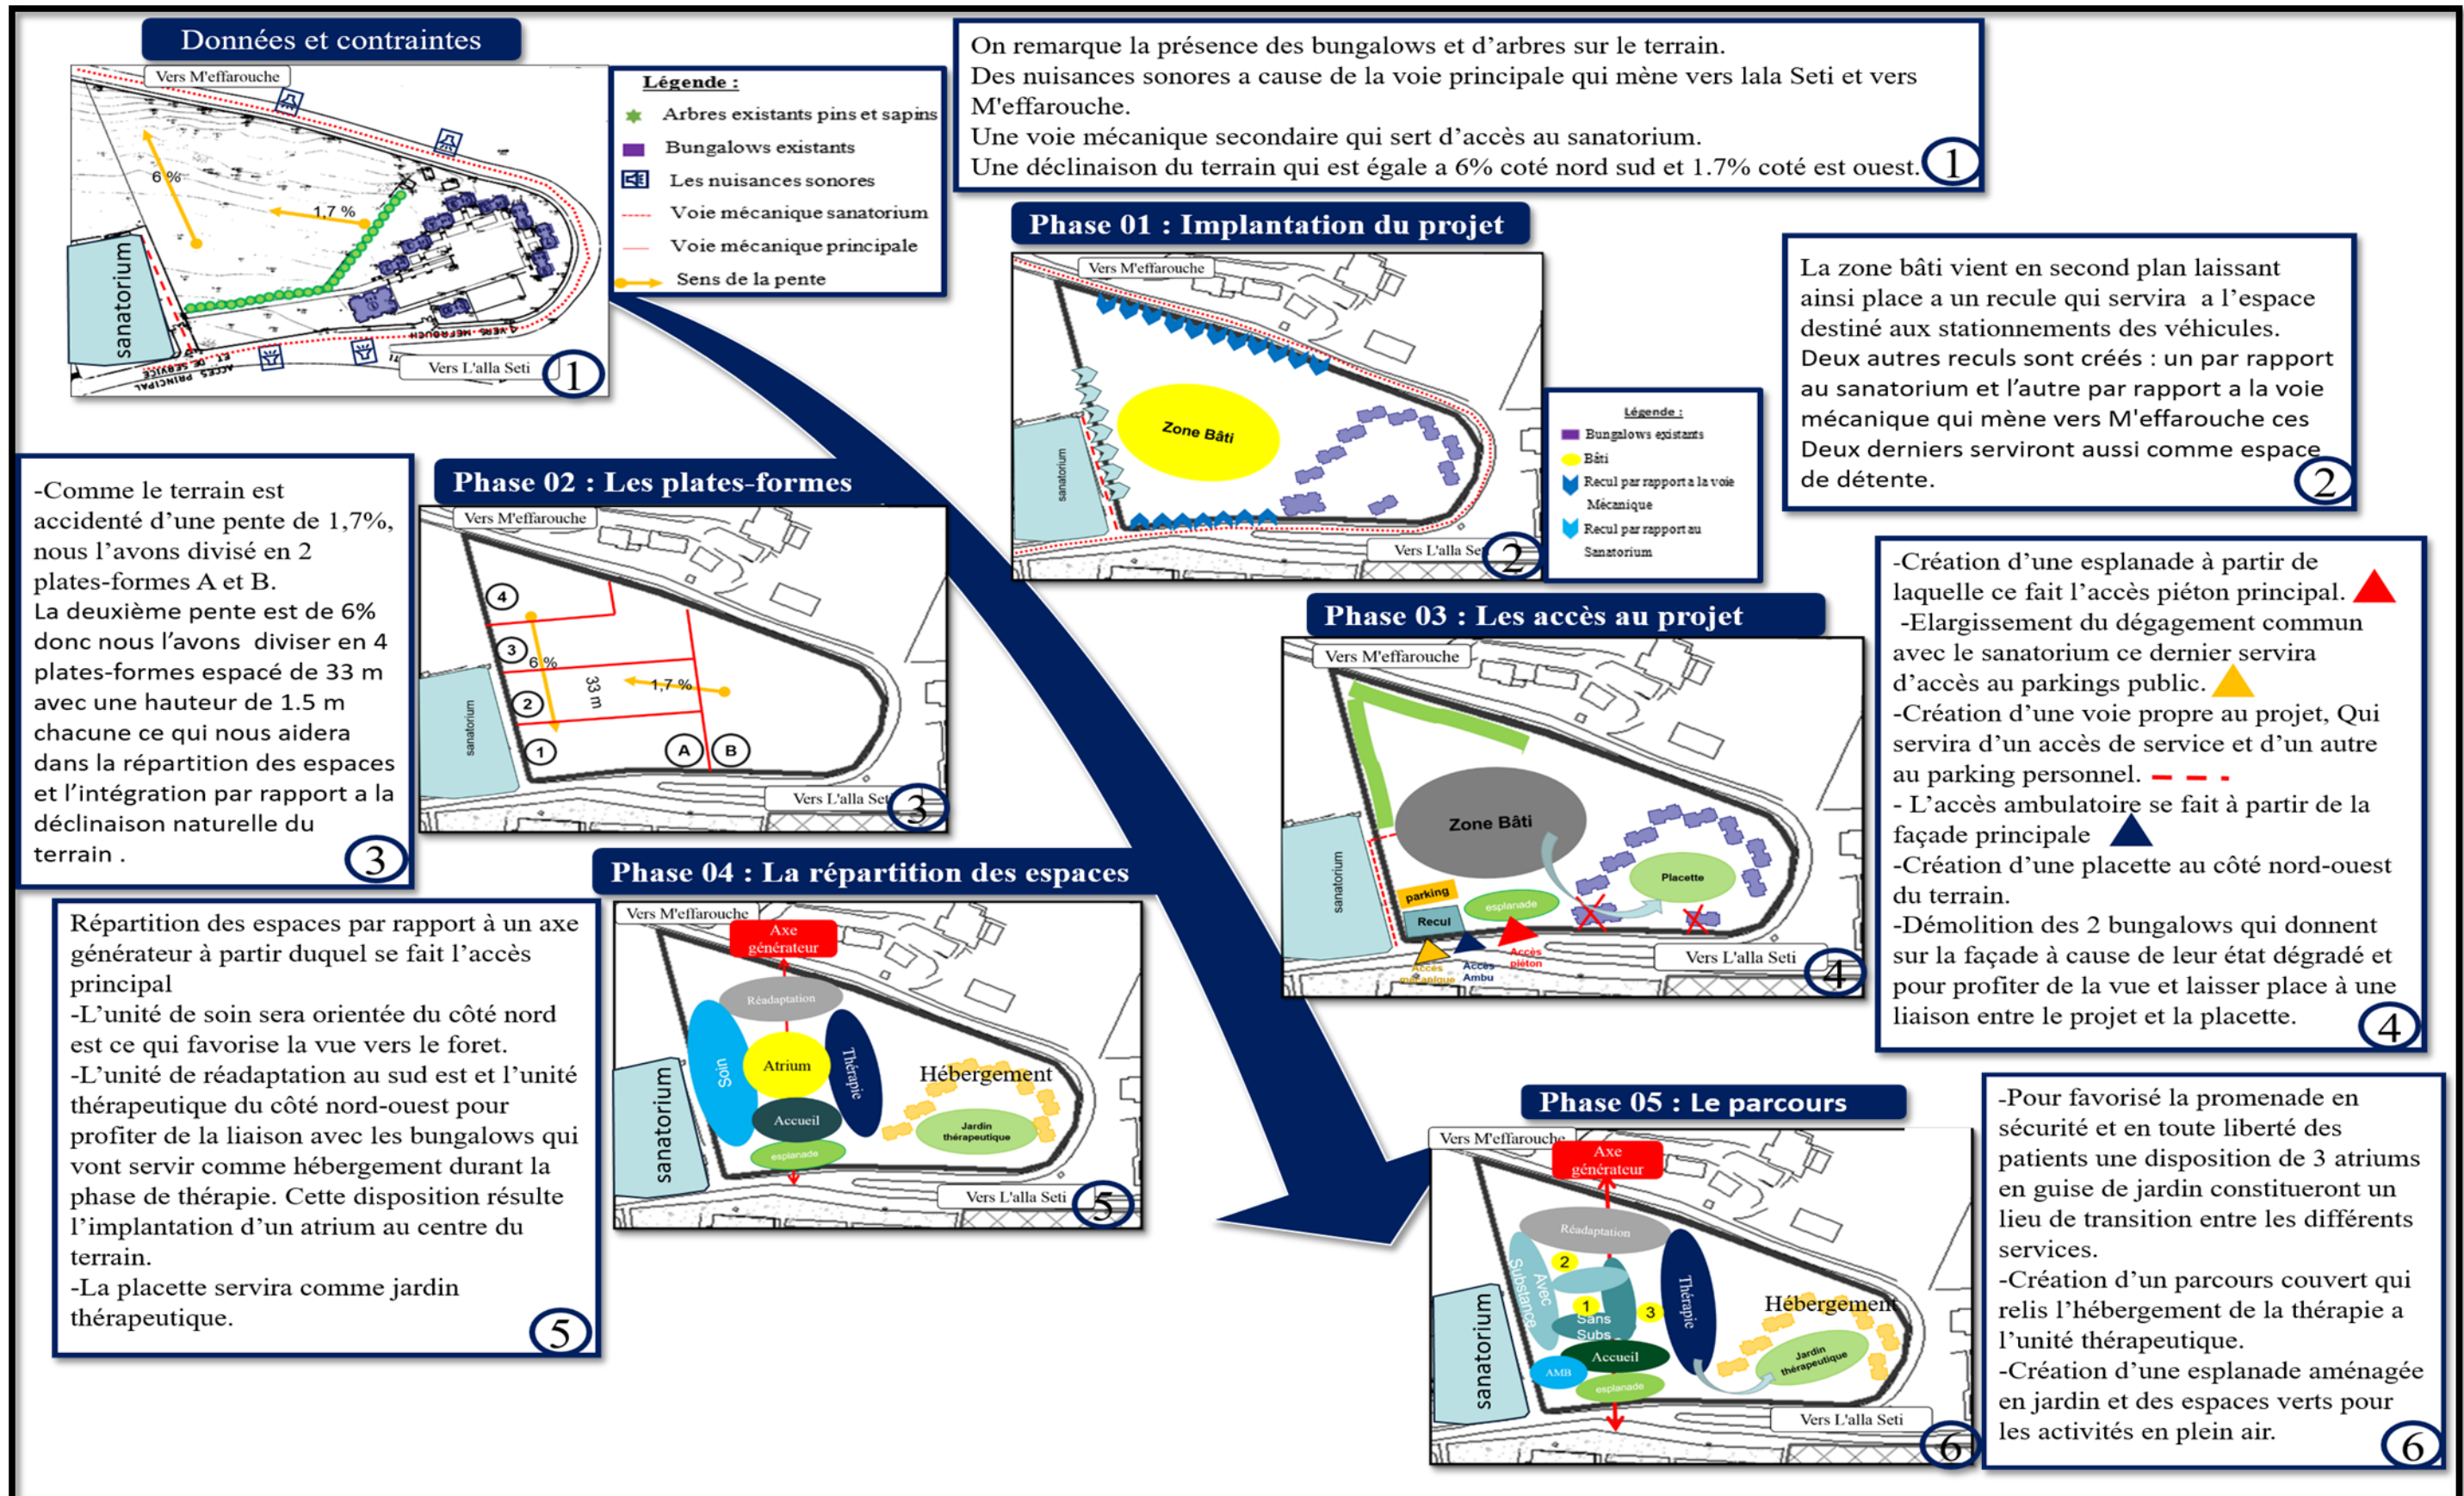 Données et contraintes
Vers M'effarouche
6 %
1,7 %
sanatorium
ACCES PRINCIPAL
ET DE SERVICE
VERS MEFROUCH
Vers L'alla Seti
1
Légende :
Arbres existants pins et sapins
Bungalows existants
Les nuisances sonores
Voie mécanique sanatorium
Voie mécanique principale
Sens de la pente
On remarque la présence des bungalows et d'arbres sur le terrain.
Des nuisances sonores a cause de la voie principale qui mène vers lala Seti et vers
M'effarouche.
Une voie mécanique secondaire qui sert d'accès au sanatorium.
Une déclinaison du terrain qui est égale a 6% coté nord sud et 1.7% coté est ouest.
1
Phase 01 : Implantation du projet
Vers M'effarouche
Zone Bâti
sanatorium
Vers L'alla Se
2
Légende :
Bungalows existants
Bâti
Recul par rapport a la voie
Mécanique
Recul par rapport au
Sanatorium
La zone bâti vient en second plan laissant
ainsi place a un recule qui servira a l'espace
destiné aux stationnements des véhicules.
Deux autres reculs sont créés : un par rapport
au sanatorium et l'autre par rapport a la voie
mécanique qui mène vers M'effarouche ces
Deux derniers serviront aussi comme espace
de détente.
2
-Comme le terrain est
accidenté d'une pente de 1,7%,
nous l'avons divisé en 2
plates-formes A et B.
La deuxième pente est de 6%
donc nous l'avons diviser en 4
plates-formes espacé de 33 m
avec une hauteur de 1.5 m
chacune ce qui nous aidera
dans la répartition des espaces
et l'intégration par rapport a la
déclinaison naturelle du
terrain .
3
Phase 02 : Les plates-formes
Vers M'effarouche
4
3
6 %
33 m
1,7 %
2
1
A
B
sanatorium
Vers L'alla Set
3
Phase 03 : Les accès au projet
Vers M'effarouche
Zone Bâti
Placette
sanatorium
parking
esplanade
Recul
Accès
mécanique
Accès
Ambu
Accès
piéton
Vers L'alla Seti
4
-Création d'une esplanade à partir de
laquelle ce fait l'accès piéton principal.
-Elargissement du dégagement commun
avec le sanatorium ce dernier servira
d'accès au parkings public.
-Création d'une voie propre au projet, Qui
servira d'un accès de service et d'un autre
au parking personnel.
- L'accès ambulatoire se fait à partir de la
façade principale
-Création d'une placette au côté nord-ouest
du terrain.
-Démolition des 2 bungalows qui donnent
sur la façade à cause de leur état dégradé et
pour profiter de la vue et laisser place à une
liaison entre le projet et la placette.
4
Répartition des espaces par rapport à un axe
générateur à partir duquel se fait l'accès
principal
-L'unité de soin sera orientée du côté nord
est ce qui favorise la vue vers le foret.
-L'unité de réadaptation au sud est et l'unité
thérapeutique du côté nord-ouest pour
profiter de la liaison avec les bungalows qui
vont servir comme hébergement durant la
phase de thérapie. Cette disposition résulte
l'implantation d'un atrium au centre du
terrain.
-La placette servira comme jardin
thérapeutique.
5
Phase 04 : La répartition des espaces
Vers M'effarouche
Axe
générateur
Réadaptation
Soin
Atrium
Thérapie
Hébergement
Accueil
Jardin
thérapeutique
esplanade
sanatorium
Vers L'alla Seti
5
Phase 05 : Le parcours
Vers M'effarouche
Axe
générateur
Réadaptation
Avec
Substance
2
1
Sans
Subs
3
Thérapie
Hébergement
Accueil
Jardin
thérapeutique
AMB
esplanade
sanatorium
Vers L'alla Seti
6
-Pour favorisé la promenade en
sécurité et en toute liberté des
patients une disposition de 3 atriums
en guise de jardin constitueront un
lieu de transition entre les différents
services.
-Création d'un parcours couvert qui
relis l'hébergement de la thérapie a
l'unité thérapeutique.
-Création d'une esplanade aménagée
en jardin et des espaces verts pour
les activités en plein air.
6